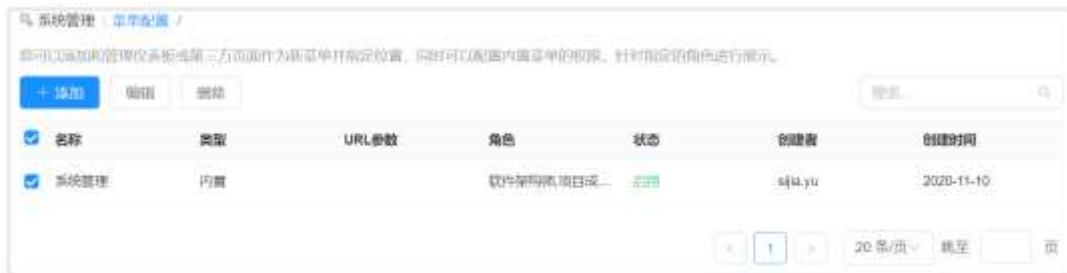 系统管理 | 菜单配置 /
您可以添加和管理仪表板或第三方页面作为新菜单并指定位置，同时可以配置内置菜单的权限，针对指定的角色进行展示。
+ 添加 编辑 删除 搜索...
名称 类型 URL参数 角色 状态 创建者 创建时间
系统管理 内置 软件架构师,项目成... 启用 sijia.yu 2020-11-10
< 1 > 20 条/页 跳至 页